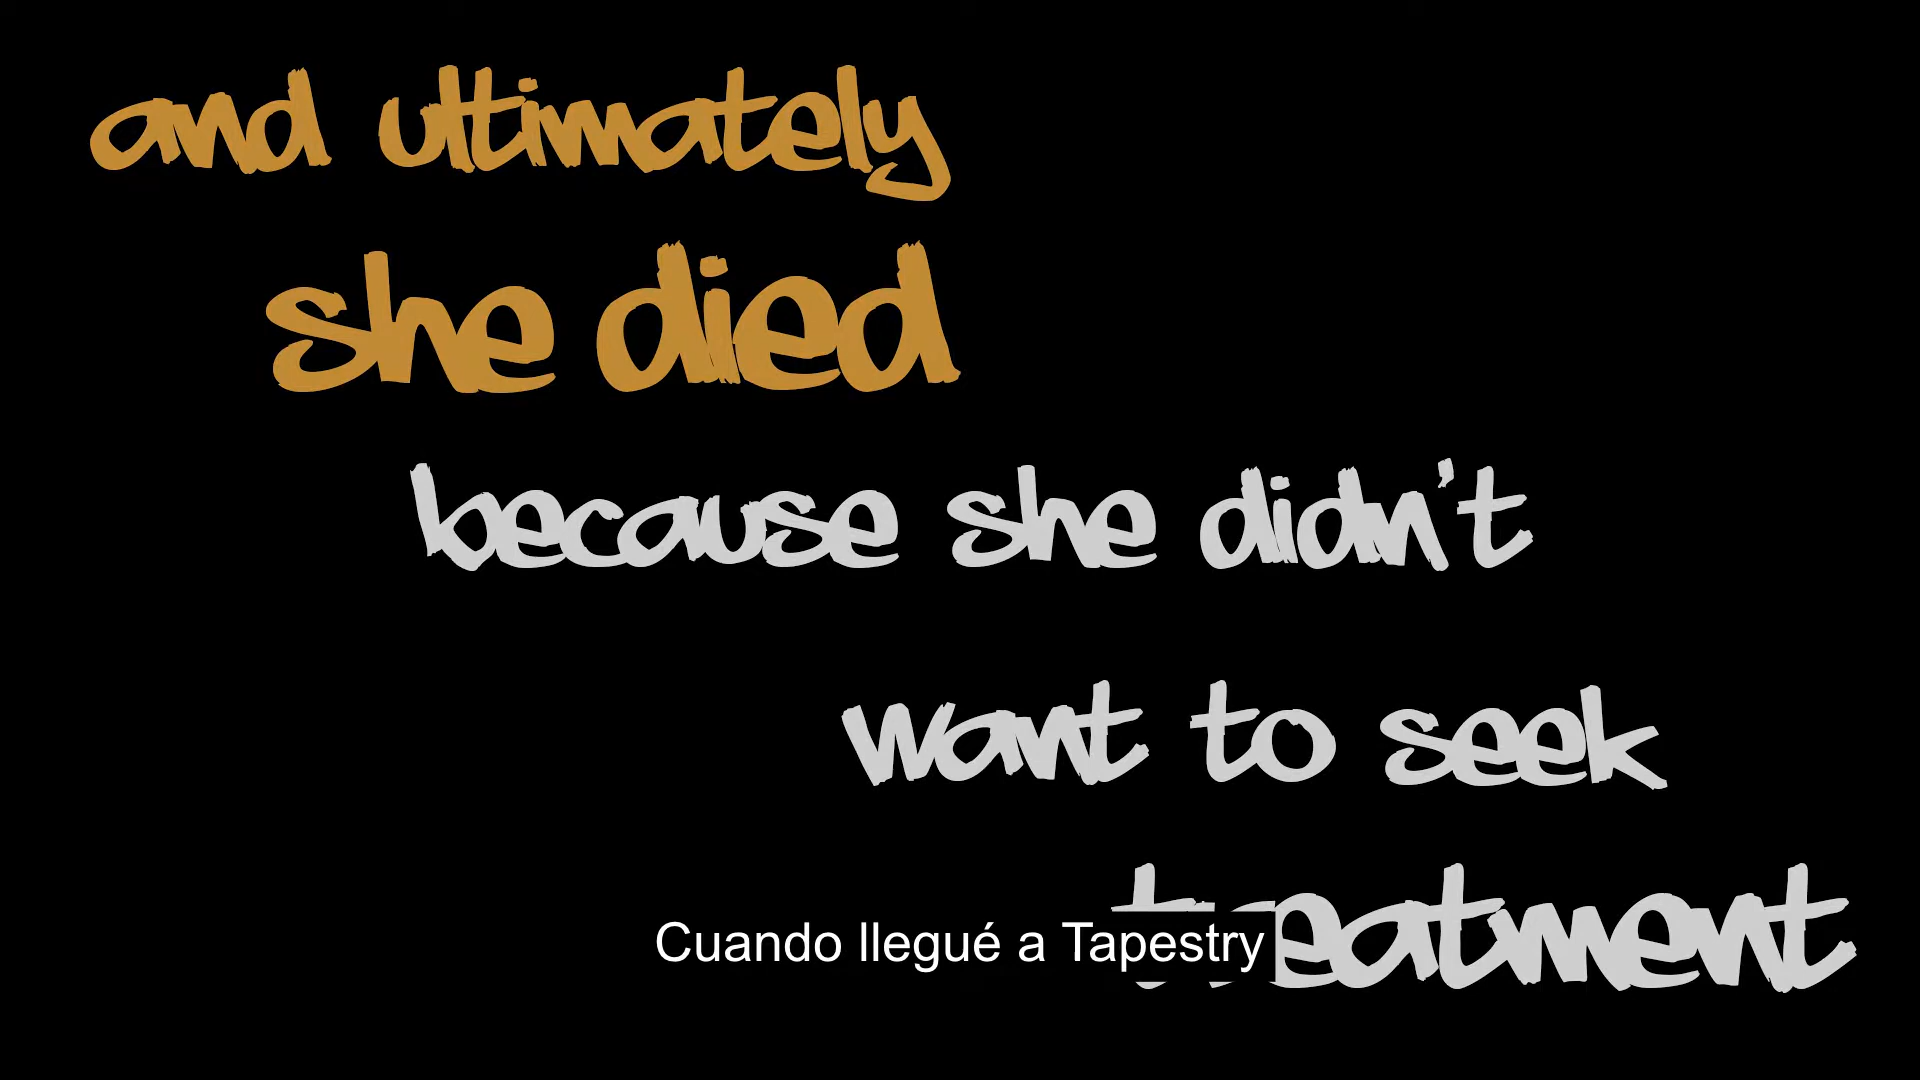 and ultimately
she died
because she didn't
want to seek
treatment
Cuando llegué a Tapestry